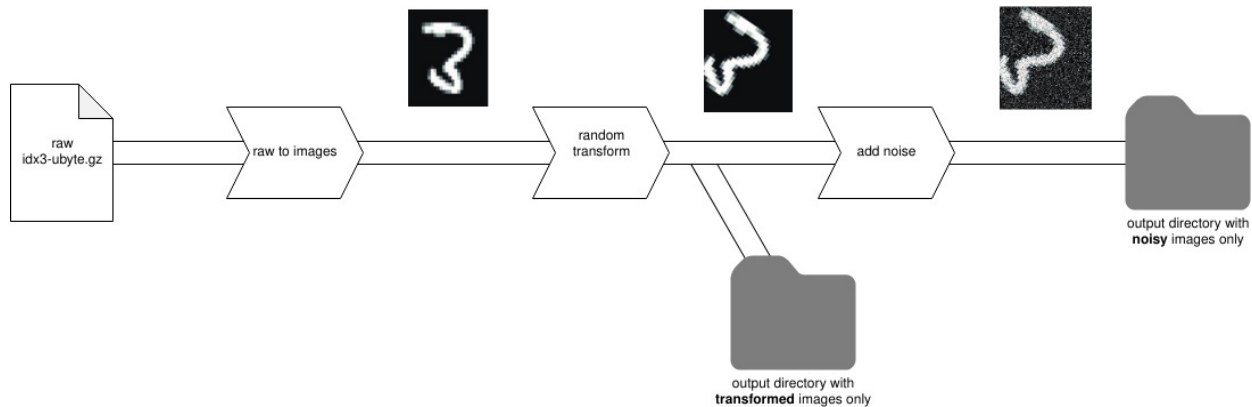 raw
idx3-ubyte.gz
raw to images
random
transform
add noise
output directory with
noisy images only
output directory with
transformed images only